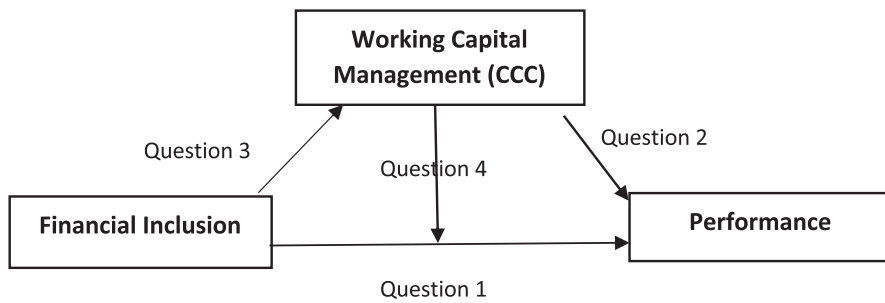 Working Capital
Management (CCC)
Question 3
Question 2
Question 4
Financial Inclusion
Performance
Question 1